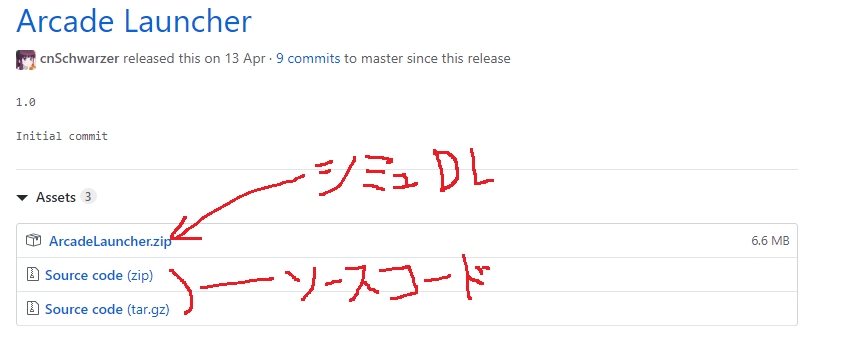 Arcade Launcher
cnSchwarzer released this on 13 Apr · 9 commits to master since this release
1.0
Initial commit
シミュ DL
Assets 3
ArcadeLauncher.zip 6.6 MB
Source code (zip)
ソースコード
Source code (tar.gz)